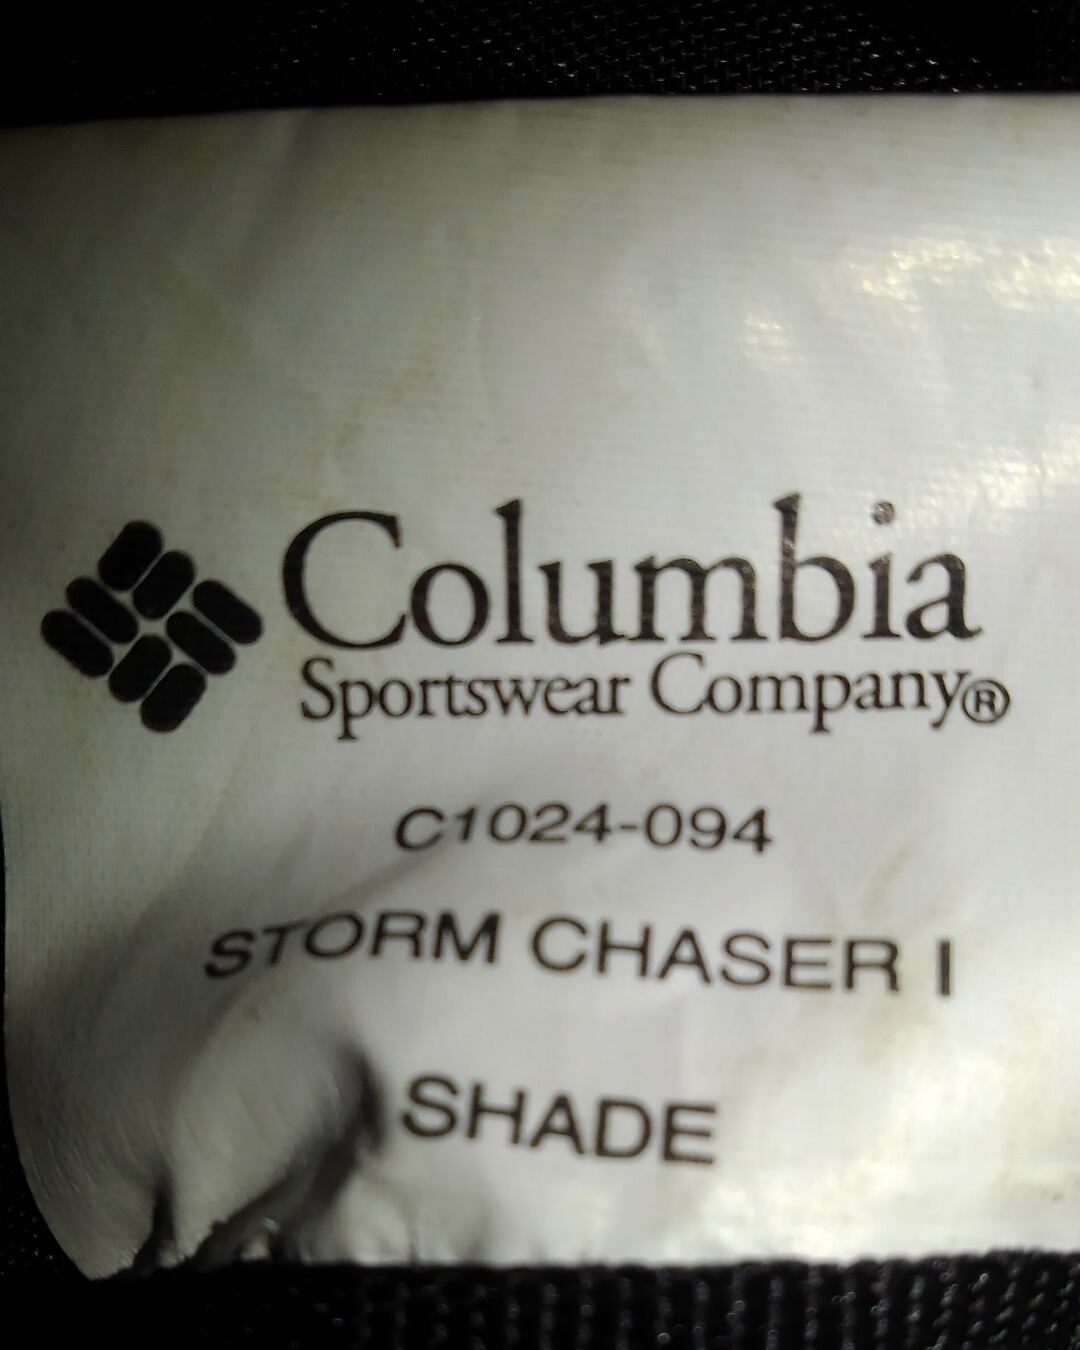 Columbia
Sportswear Company®
C1024-094
STORM CHASER I
SHADE